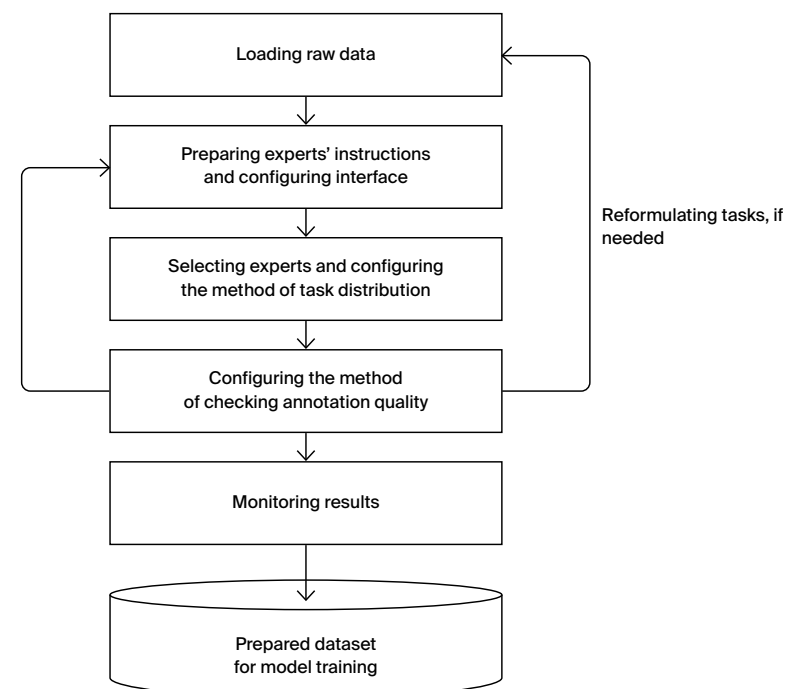 Loading raw data
Preparing experts’ instructions
and configuring interface
Reformulating tasks, if
needed
Selecting experts and configuring
the method of task distribution
Configuring the method
of checking annotation quality
Monitoring results
Prepared dataset
for model training